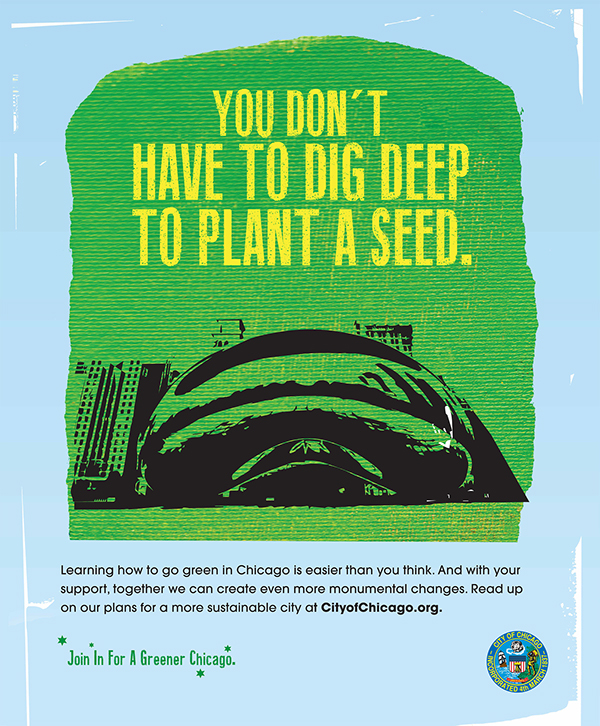 YOU DON´T
HAVE TO DIG DEEP
TO PLANT A SEED.
Learning how to go green in Chicago is easier than you think. And with your
support, together we can create even more monumental changes. Read up
on our plans for a more sustainable city at CityofChicago.org.
Join In For A Greener Chicago.
CITY OF CHICAGO
INCORPORATED 4th MARCH 1837